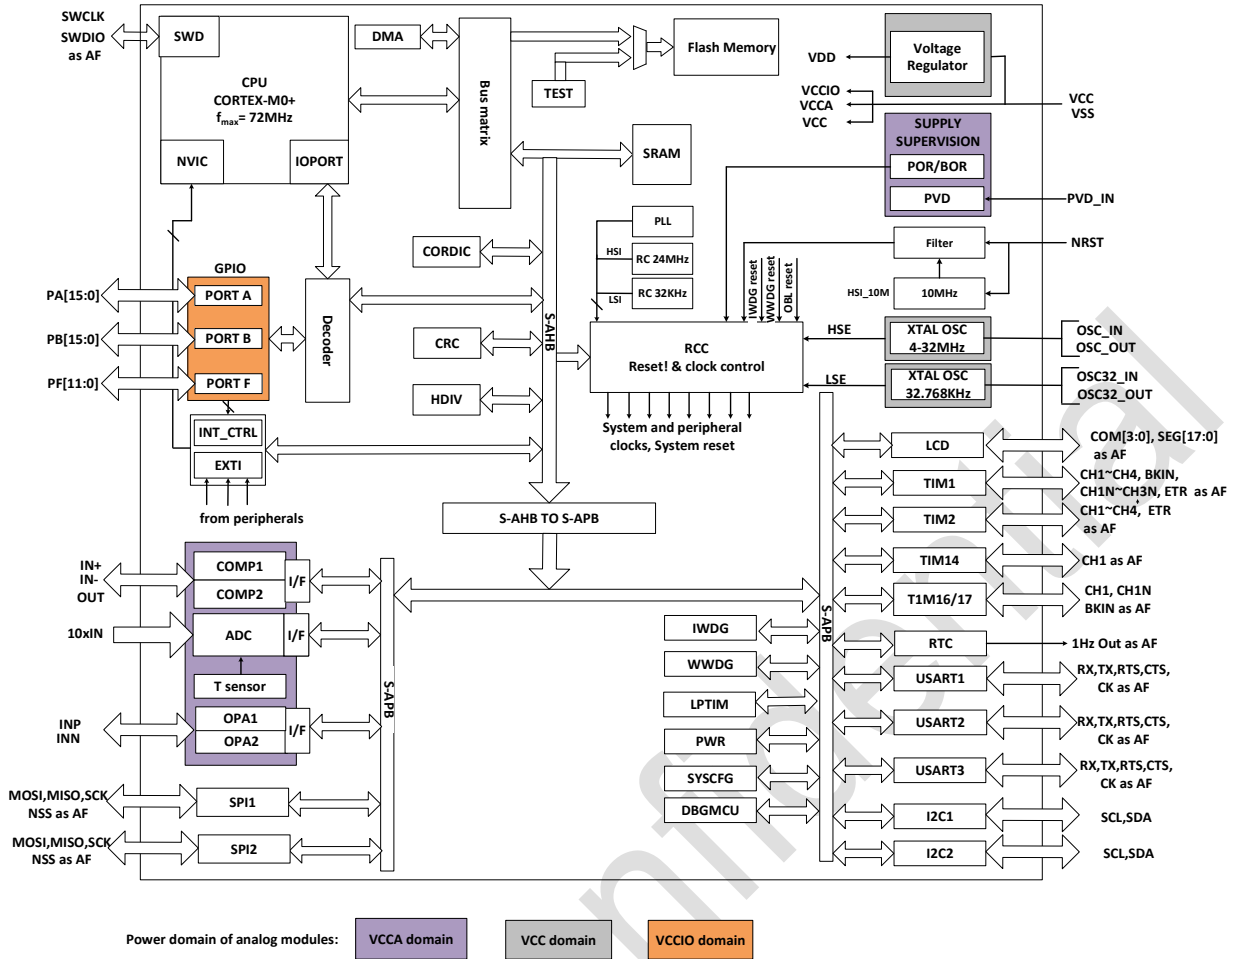 SWCLK
SWDIO
as AF
SWD
CPU
CORTEX-M0+
fmax= 72MHz
NVIC
IOPORT
DMA
Bus matrix
TEST
Flash Memory
SRAM
VDD
Voltage
Regulator
VCCIO
VCCA
VCC
VCC
VSS
SUPPLY
SUPERVISION
POR/BOR
PVD
PVD_IN
NRST
Filter
HSI_10M
10MHz
PLL
HSI
RC 24MHz
LSI
RC 32KHz
IWDG reset
WWDG reset
OBL reset
CORDIC
GPIO
PA[15:0]
PORT A
PB[15:0]
PORT B
PF[11:0]
PORT F
Decoder
S-AHB
CRC
HDIV
RCC
Reset! & clock control
HSE
XTAL OSC
4-32MHz
OSC_IN
OSC_OUT
LSE
XTAL OSC
32.768KHz
OSC32_IN
OSC32_OUT
System and peripheral
clocks, System reset
INT_CTRL
EXTI
from peripherals
S-AHB TO S-APB
IN+
IN-
OUT
COMP1
COMP2
I/F
10xIN
ADC
I/F
T sensor
INP
INN
OPA1
OPA2
I/F
MOSI,MISO,SCK
NSS as AF
SPI1
MOSI,MISO,SCK
NSS as AF
SPI2
S-APB
IWDG
WWDG
LPTIM
PWR
SYSCFG
DBGMCU
S-APB
LCD
COM[3:0], SEG[17:0]
as AF
TIM1
CH1~CH4, BKIN,
CH1N~CH3N, ETR as AF
TIM2
CH1~CH4, ETR
as AF
TIM14
CH1 as AF
T1M16/17
CH1, CH1N
BKIN as AF
RTC
1Hz Out as AF
USART1
RX,TX,RTS,CTS,
CK as AF
USART2
RX,TX,RTS,CTS,
CK as AF
USART3
RX,TX,RTS,CTS,
CK as AF
I2C1
SCL,SDA
I2C2
SCL,SDA
nfidential
Power domain of analog modules:
VCCA domain
VCC domain
VCCIO domain